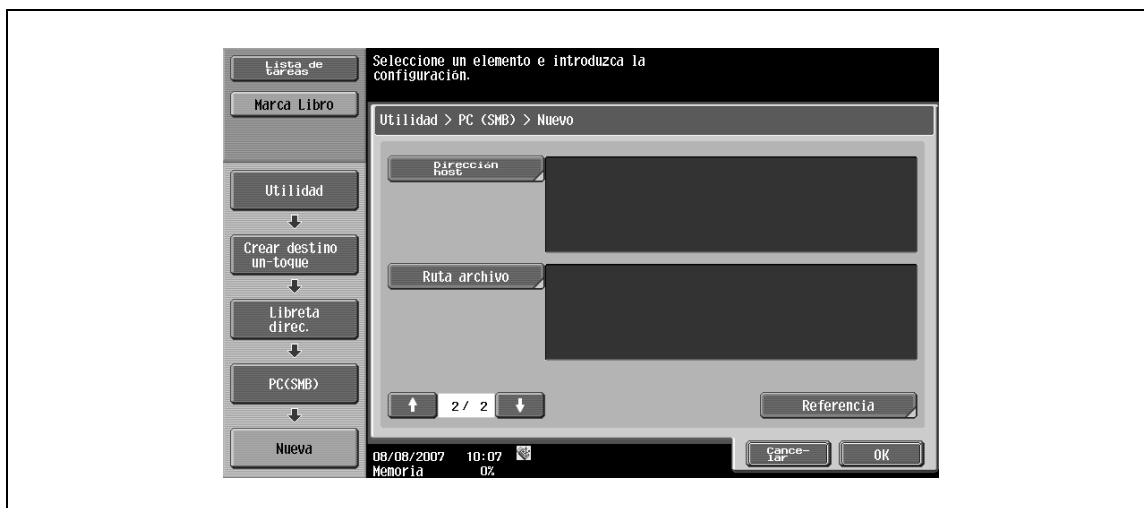 Lista de
tareas
Marca Libro
Seleccione un elemento e introduzca la
configuración.
Utilidad > PC (SMB) > Nuevo
Utilidad
Crear destino
un-toque
Libreta
direc.
PC(SMB)
Nueva
Dirección
host
Ruta archivo
2/ 2
Referencia
08/08/2007 10:07
Memoria 0%
Cance-
lar
OK